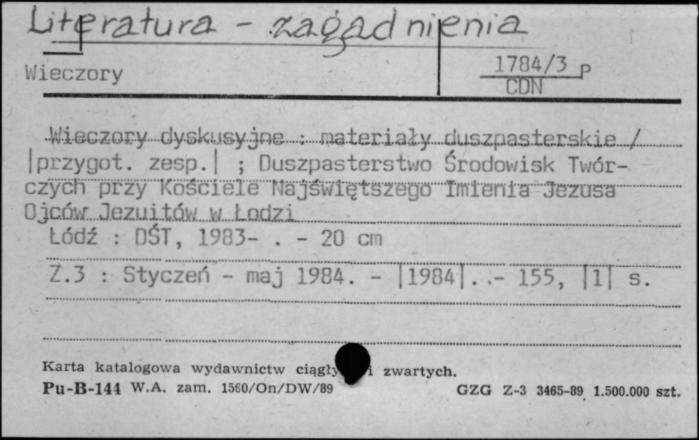 Literatura - zagadnienia
Wieczory
1784/3 p
CDN
Wieczory dyskusyjne : materiały duszpasterskie /
|przygot. zesp.| ; Duszpasterstwo Środowisk Twór-
czych przy Kościele Najświętszego Imienia Jezusa
Ojców Jezuitów w Łodzi
Łódź : DŚT, 1983- . - 20 cm
Z.3 : Styczeń - maj 1984. - |1984|. - 155, |1| s.
Karta katalogowa wydawnictw i zwartych.
Pu-B-144 W.A. zam. 1560/On/DW/89
GZG Z-3 3465-89 1.500.000 szt.